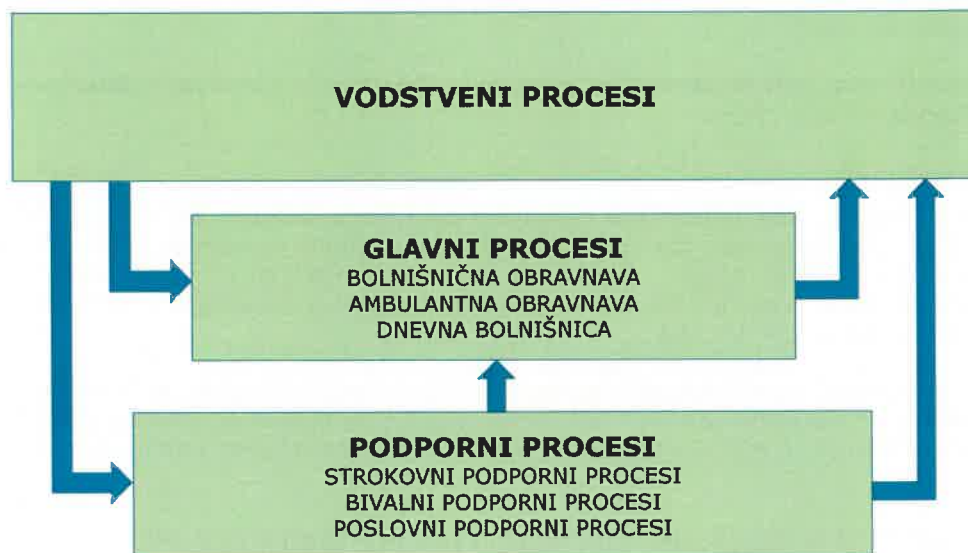 VODSTVENI PROCESI
GLAVNI PROCESI
BOLNIŠNIČNA OBRAVNAVA
AMBULANTNA OBRAVNAVA
DNEVNA BOLNIŠNICA
PODPORNI PROCESI
STROKOVNI PODPORNI PROCESI
BIVALNI PODPORNI PROCESI
POSLOVNI PODPORNI PROCESI